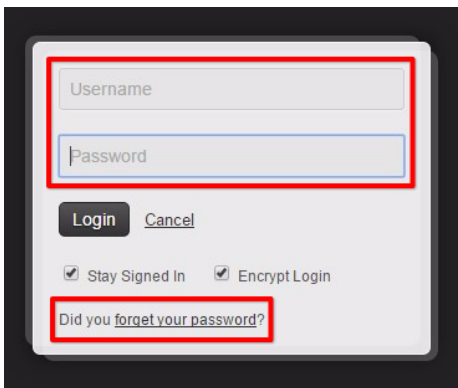 Username
Password
Login Cancel
Stay Signed In Encrypt Login
Did you forget your password?